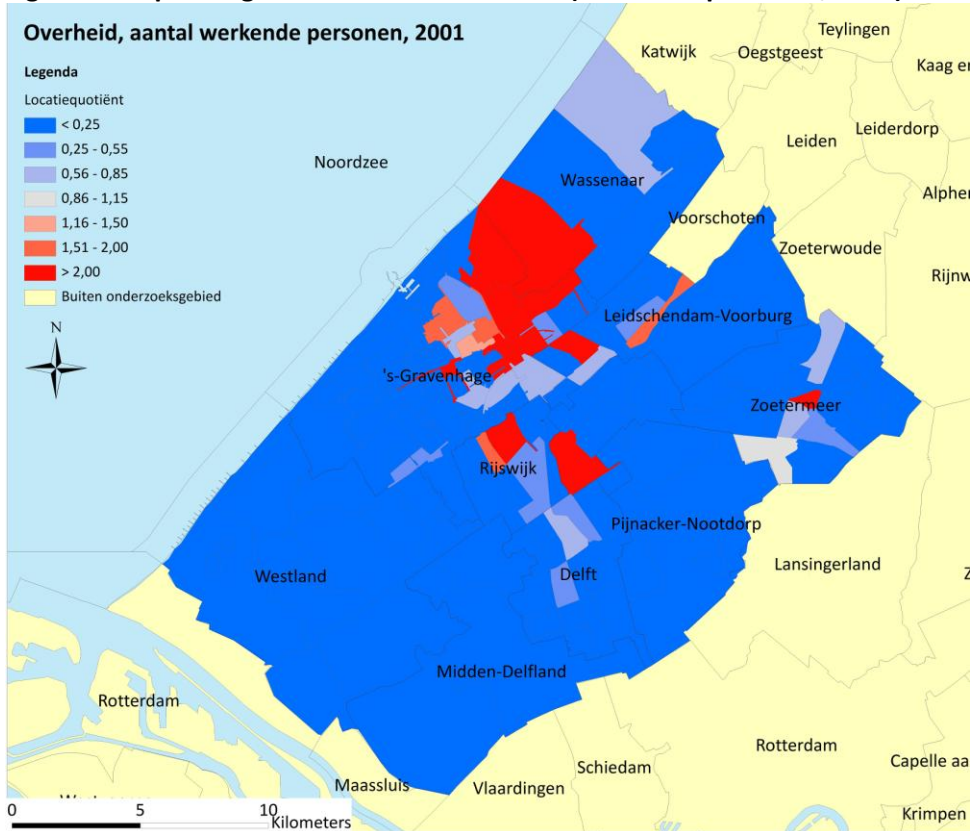 Overheid, aantal werkende personen, 2001
Legenda
Locatiequotiënt
< 0,25
0,25 - 0,55
0,56 - 0,85
0,86 - 1,15
1,16 - 1,50
1,51 - 2,00
> 2,00
Buiten onderzoeksgebied
N
Noordzee
Katwijk
Oegstgeest
Teylingen
Leiden
Leiderdorp
Wassenaar
Voorschoten
Zoeterwoude
Leidschendam-Voorburg
's-Gravenhage
Zoetermeer
Rijswijk
Pijnacker-Nootdorp
Westland
Delft
Lansingerland
Midden-Delfland
Rotterdam
Rotterdam
Schiedam
Maassluis
Vlaardingen
Krimpen
0 5 10
Kilometers